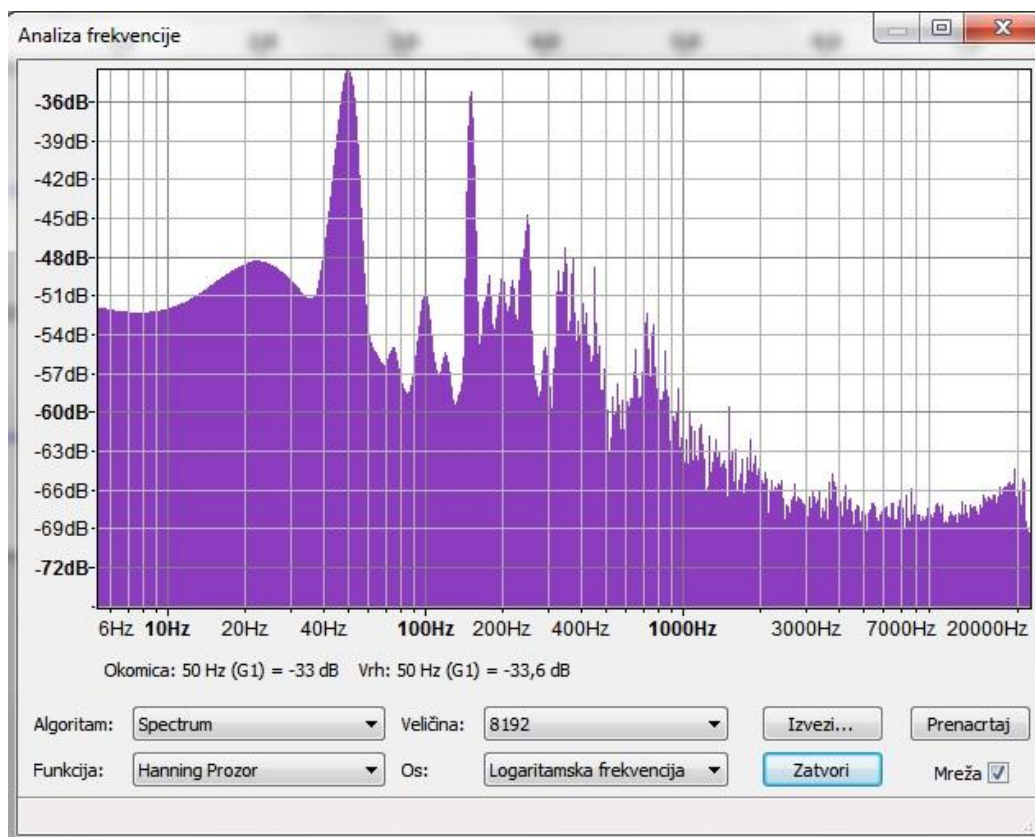 Analiza frekvencije
-36dB
-39dB
-42dB
-45dB
-48dB
-51dB
-54dB
-57dB
-60dB
-63dB
-66dB
-69dB
-72dB
6Hz 10Hz 20Hz 40Hz 100Hz 200Hz 400Hz 1000Hz 3000Hz 7000Hz 20000Hz
Okomica: 50 Hz (G1) = -33 dB Vrh: 50 Hz (G1) = -33,6 dB
Algoritam: Spectrum Veličina: 8192 Izvezi... Prenacrtaj
Funkcija: Hanning Prozor Os: Logaritamska frekvencija Zatvori Mreža